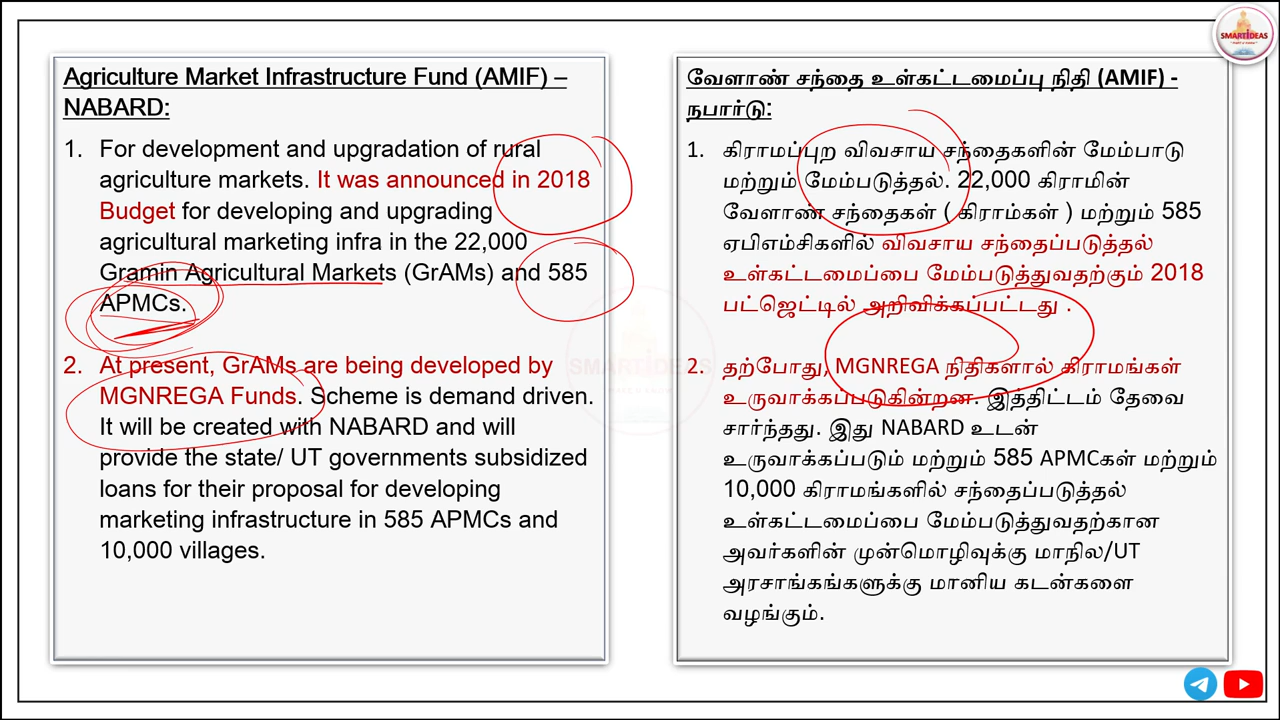 SMARTIDEAS
Agriculture Market Infrastructure Fund (AMIF) –
NABARD:
1. For development and upgradation of rural
agriculture markets. It was announced in 2018
Budget for developing and upgrading
agricultural marketing infra in the 22,000
Gramin Agricultural Markets (GrAMs) and 585
APMCs.
2. At present, GrAMs are being developed by
MGNREGA Funds. Scheme is demand driven.
It will be created with NABARD and will
provide the state/ UT governments subsidized
loans for their proposal for developing
marketing infrastructure in 585 APMCs and
10,000 villages.
வேளாண் சந்தை உள்கட்டமைப்பு நிதி (AMIF) -
நபார்டு:
1. கிராமப்புற விவசாய சந்தைகளின் மேம்பாடு
மற்றும் மேம்படுத்தல். 22,000 கிராமின்
வேளாண் சந்தைகள் ( கிராம்கள் ) மற்றும் 585
ஏபிஎம்சிகளில் விவசாய சந்தைப்படுத்தல்
உள்கட்டமைப்பை மேம்படுத்துவதற்கும் 2018
பட்ஜெட்டில் அறிவிக்கப்பட்டது .
2. தற்போது, MGNREGA நிதிகளால் கிராமங்கள்
உருவாக்கப்படுகின்றன. இத்திட்டம் தேவை
சார்ந்தது. இது NABARD உடன்
உருவாக்கப்படும் மற்றும் 585 APMCகள் மற்றும்
10,000 கிராமங்களில் சந்தைப்படுத்தல்
உள்கட்டமைப்பை மேம்படுத்துவதற்கான
அவர்களின் முன்மொழிவுக்கு மாநில/UT
அரசாங்கங்களுக்கு மானிய கடன்களை
வழங்கும்.
SMARTIDEAS